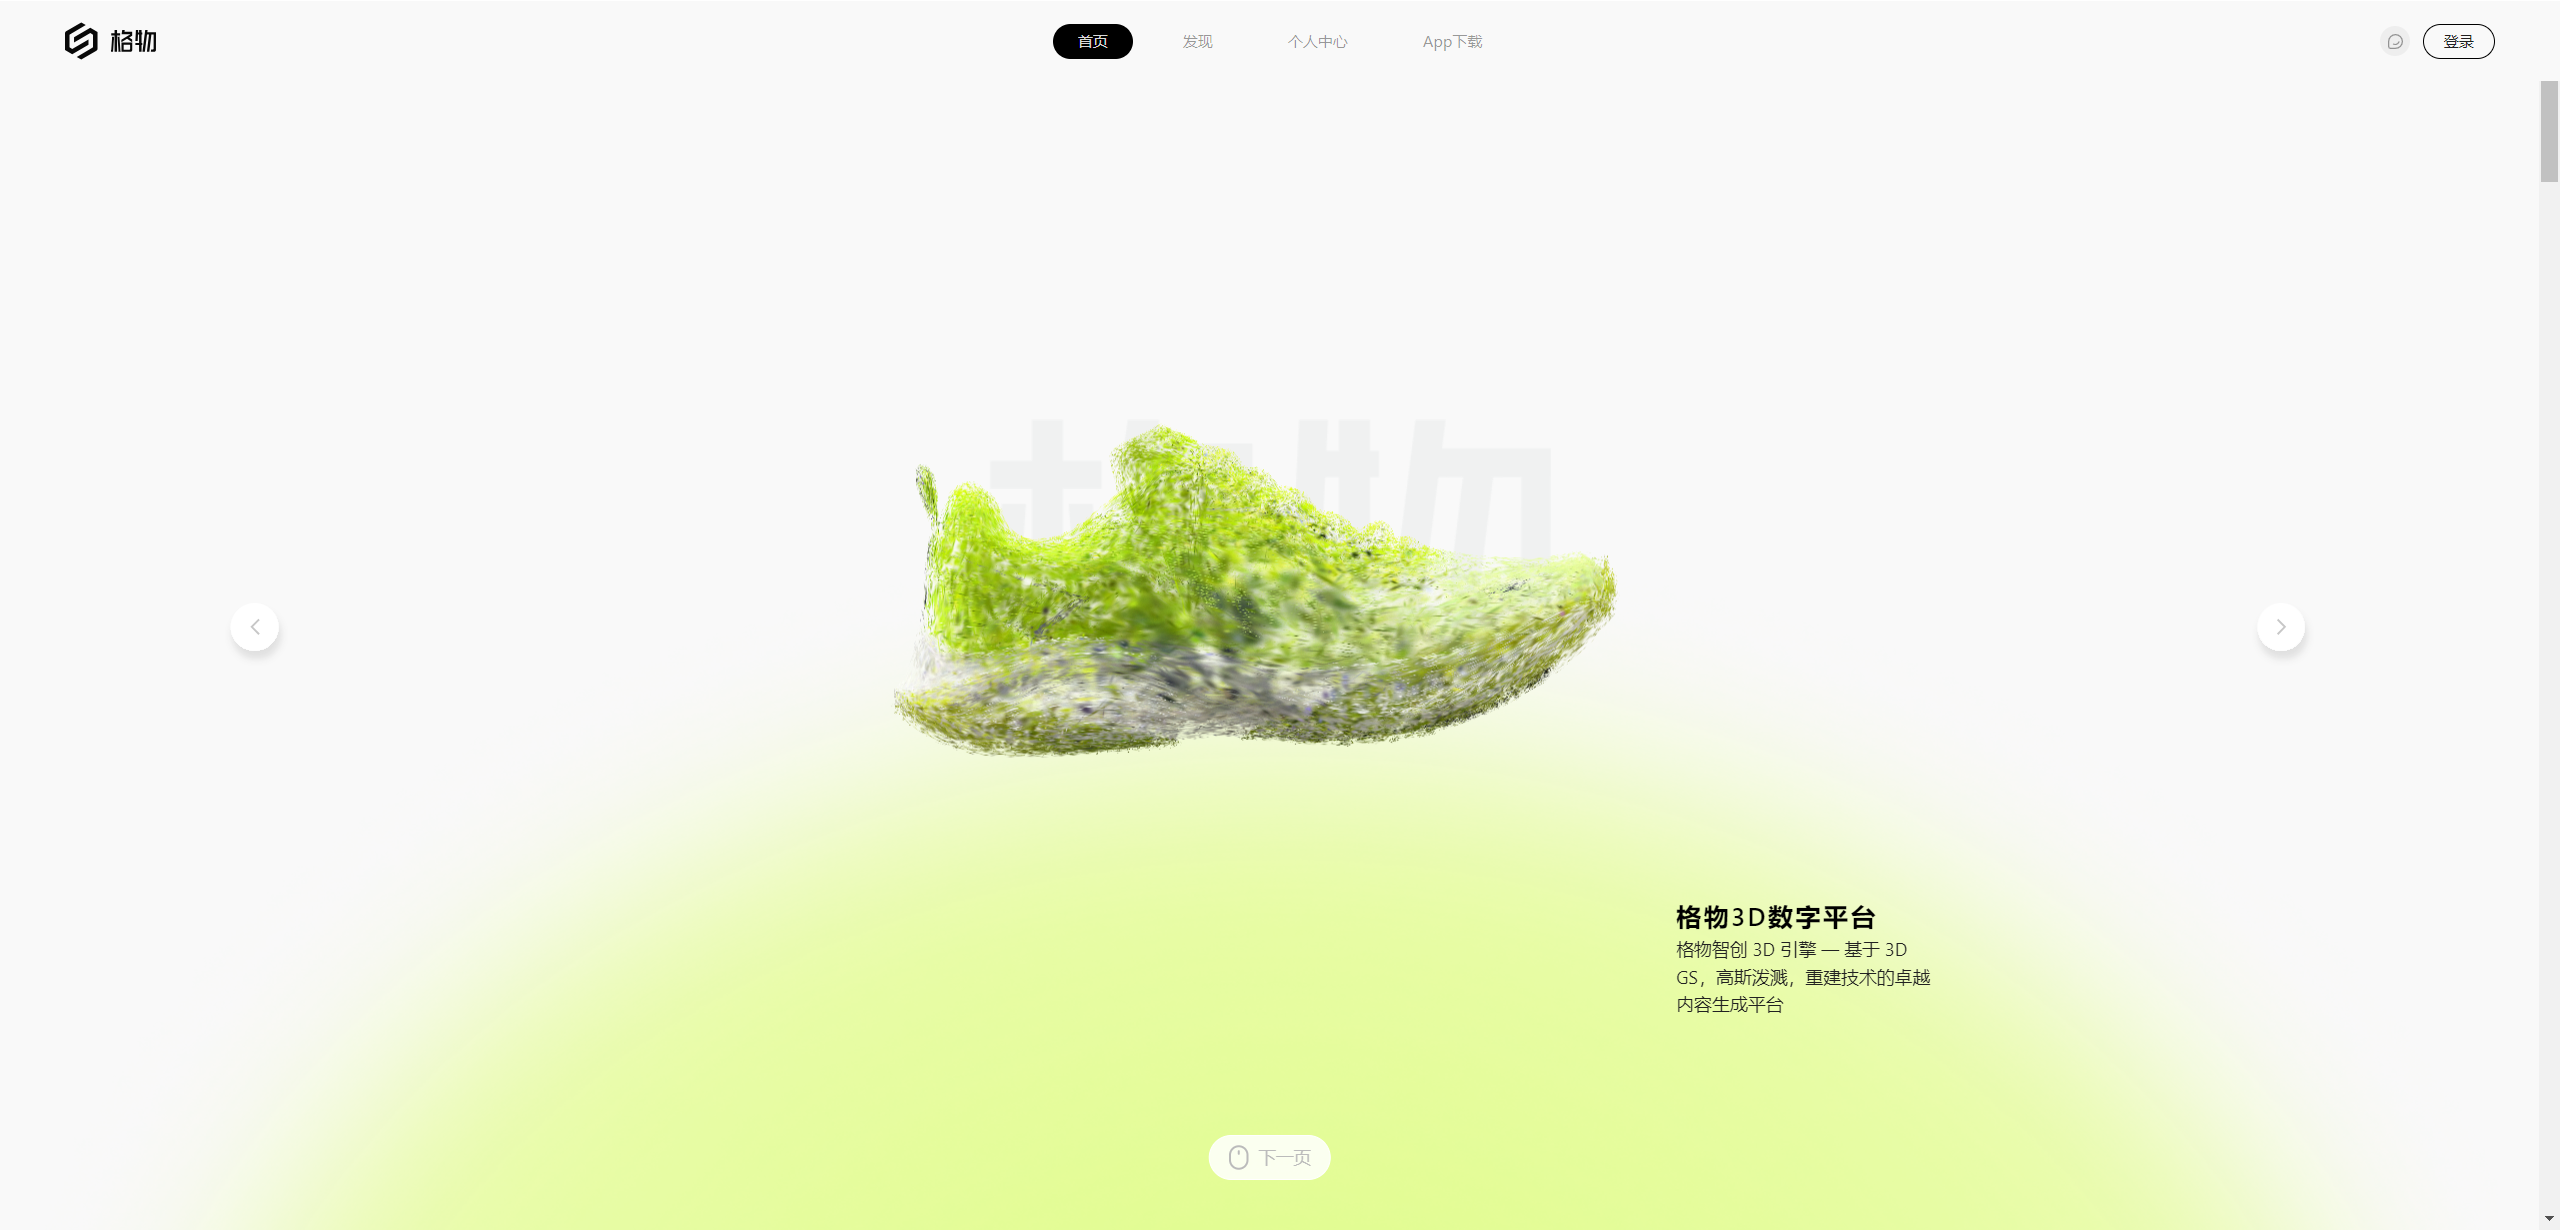 格物
首页
发现
个人中心
App下载
登录
格物
格物3D数字平台
格物智创 3D 引擎 — 基于 3D
GS，高斯泼溅，重建技术的卓越
内容生成平台
下一页